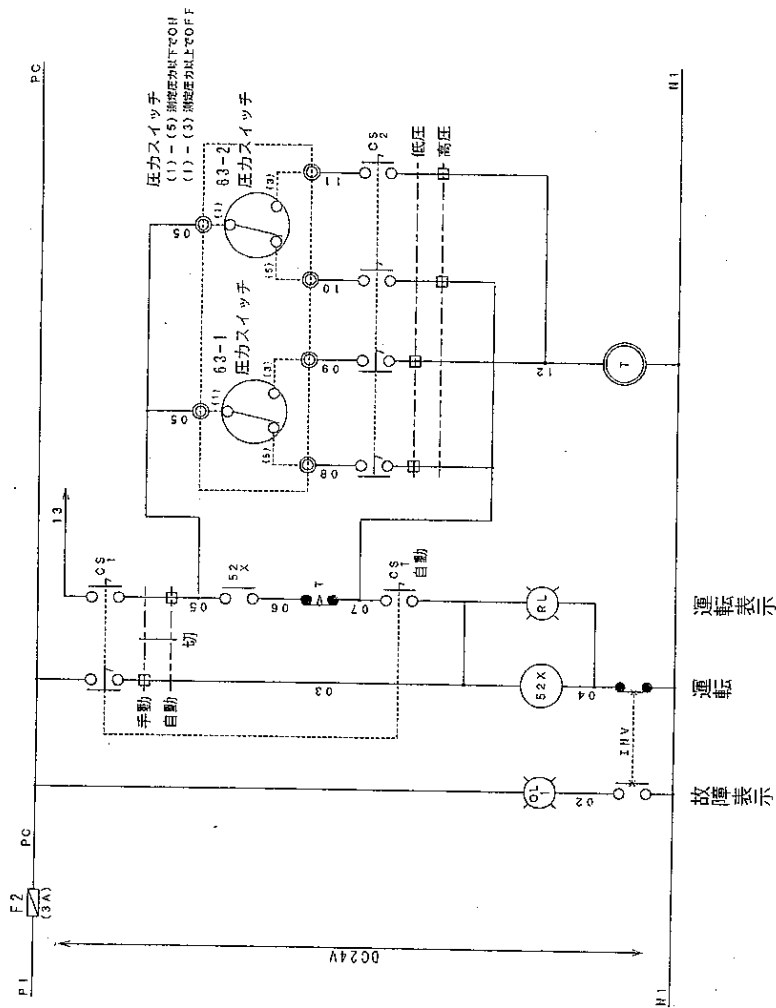 P1
F2
(3A)
PC
PC
DC24V
N1
N1
OL
1
02
INV
故障表示
CS
1
手動
自動
切
03
52X
04
運転
13
05
52
X
06
T
07
CS
1
自動
RL
運転表示
圧力スイッチ
(1)-(5) 測定圧力以下でON
(1)-(3) 測定圧力以上でOFF
05
(1)
63-1
圧力スイッチ
(5)
(3)
08
09
05
(1)
63-2
圧力スイッチ
(5)
(3)
10
11
CS
2
低圧
高圧
12
T